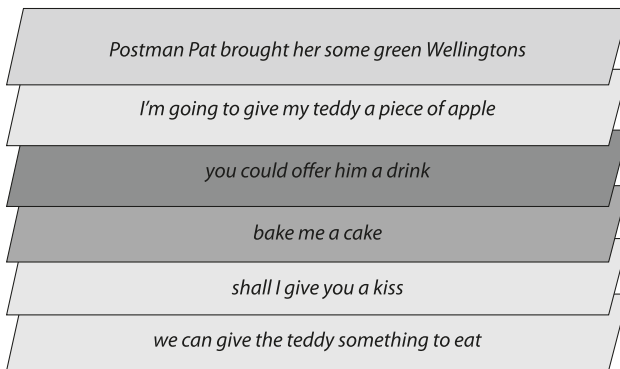 Postman Pat brought her some green Wellingtons
I'm going to give my teddy a piece of apple
you could offer him a drink
bake me a cake
shall I give you a kiss
we can give the teddy something to eat